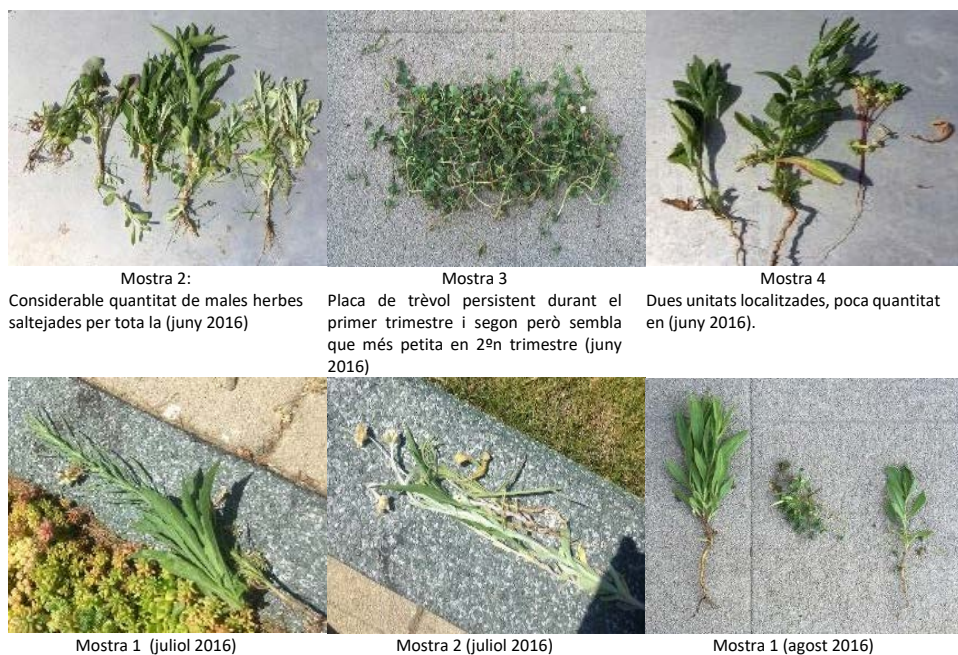 Mostra 2:
Considerable quantitat de males herbes
saltejades per tota la (juny 2016)
Mostra 3
Placa de trèvol persistent durant el
primer trimestre i segon però sembla
que més petita en 2ºn trimestre (juny
2016)
Mostra 4
Dues unitats localitzades, poca quantitat
en (juny 2016).
Mostra 1  (juliol 2016)
Mostra 2 (juliol 2016)
Mostra 1 (agost 2016)